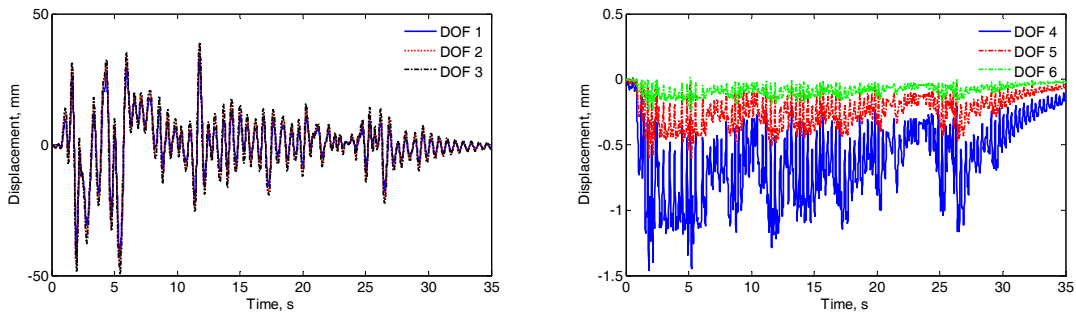 50
0
-50
Displacement, mm
DOF 1
DOF 2
DOF 3
0 5 10 15 20 25 30 35
Time, s
0.5
0
-0.5
-1
-1.5
Displacement, mm
DOF 4
DOF 5
DOF 6
0 5 10 15 20 25 30 35
Time, s